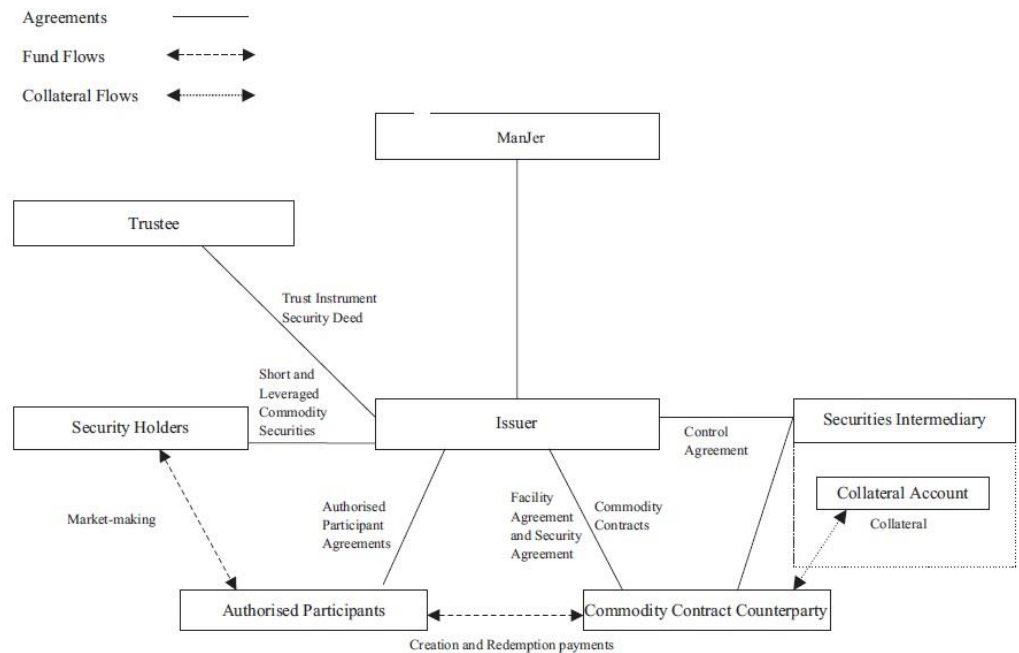 Agreements
Fund Flows
Collateral Flows
ManJer
Trustee
Trust Instrument
Security Deed
Short and
Leveraged
Commodity
Securities
Security Holders
Issuer
Control
Agreement
Securities Intermediary
Collateral Account
Collateral
Market-making
Authorised
Participant
Agreements
Facility
Agreement
and Security
Agreement
Commodity
Contracts
Authorised Participants
Commodity Contract Counterparty
Creation and Redemption payments